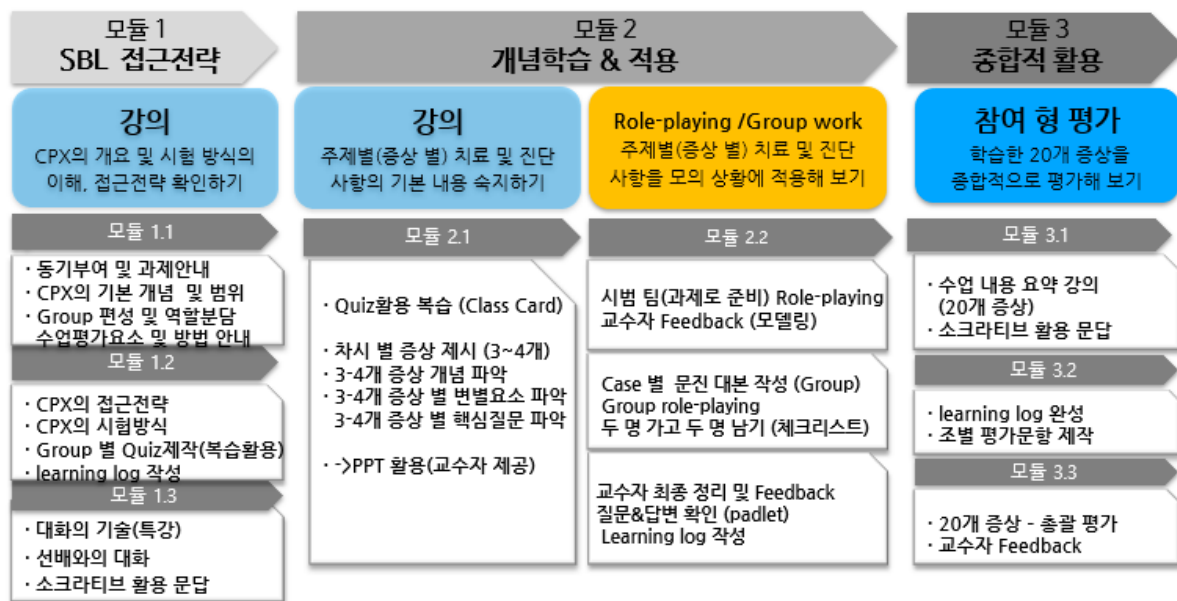 모듈 1
SBL 접근전략
강의
CPX의 개요 및 시험 방식의
이해, 접근전략 확인하기
모듈 1.1
· 동기부여 및 과제안내
· CPX의 기본 개념 및 범위
· Group 편성 및 역할분담
수업평가요소 및 방법 안내
모듈 1.2
· CPX의 접근전략
· CPX의 시험방식
· Group 별 Quiz제작(복습활용)
· learning log 작성
모듈 1.3
· 대화의 기술(특강)
· 선배와의 대화
· 소크라티브 활용 문답
모듈 2
개념학습 & 적용
강의
주제별(증상 별) 치료 및 진단
사항의 기본 내용 숙지하기
모듈 2.1
· Quiz활용 복습 (Class Card)
· 차시 별 증상 제시 (3~4개)
· 3-4개 증상 개념 파악
· 3-4개 증상 별 변별요소 파악
3-4개 증상 별 핵심질문 파악
· ->PPT 활용(교수자 제공)
Role-playing /Group work
주제별(증상 별) 치료 및 진단
사항을 모의 상황에 적용해 보기
모듈 2.2
시범 팀(과제로 준비) Role-playing
교수자 Feedback (모델링)
Case 별 문진 대본 작성 (Group)
Group role-playing
두 명 가고 두 명 남기 (체크리스트)
교수자 최종 정리 및 Feedback
질문&답변 확인 (padlet)
Learning log 작성
모듈 3
종합적 활용
참여 형 평가
학습한 20개 증상을
종합적으로 평가해 보기
모듈 3.1
· 수업 내용 요약 강의
(20개 증상)
· 소크라티브 활용 문답
모듈 3.2
· learning log 완성
· 조별 평가문항 제작
모듈 3.3
· 20개 증상 - 총괄 평가
· 교수자 Feedback